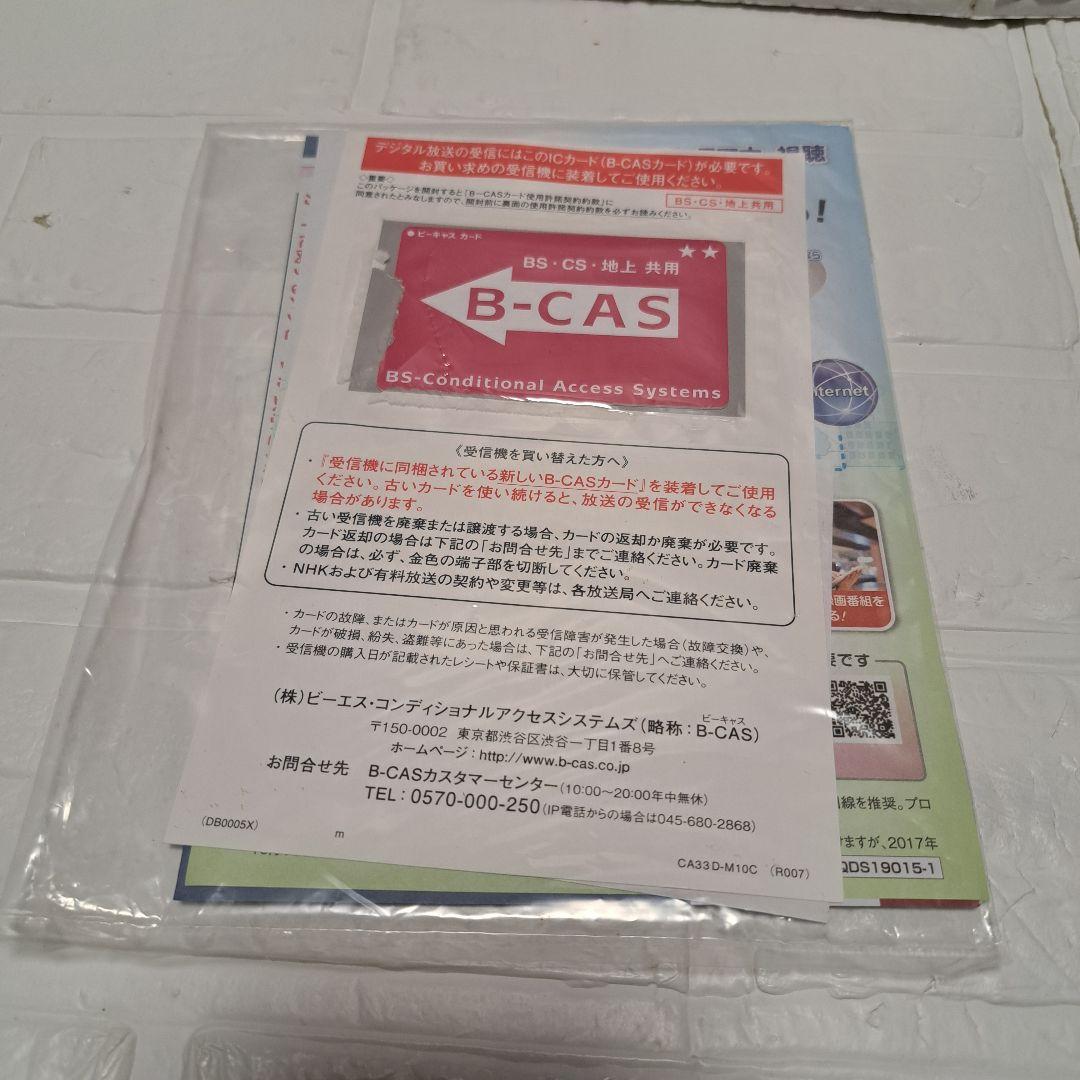 デジタル放送の受信にはこのICカード(B-CASカード)が必要です。
お買い求めの受信機に装着してご使用ください。
◇重要◇
このパッケージを開封すると「B-CASカード使用許諾契約約款」に
同意されたとみなしますので、開封前に裏面の使用許諾契約約款を必ずお読みください。
BS・CS・地上共用
●ビーキャス カード
★★
BS・CS・地上 共用
B-CAS
BS-Conditional Access Systems
《受信機を買い替えた方へ》
・『受信機に同梱されている新しいB-CASカード』を装着してご使用
ください。古いカードを使い続けると、放送の受信ができなくなる
場合があります。
・古い受信機を廃棄または譲渡する場合、カードの返却か廃棄が必要です。
カード返却の場合は下記の「お問合せ先」までご連絡ください。カード廃棄
の場合は、必ず、金色の端子部を切断してください。
・NHKおよび有料放送の契約や変更等は、各放送局へご連絡ください。
・カードの故障、またはカードが原因と思われる受信障害が発生した場合(故障交換)や、
カードが破損、紛失、盗難等にあった場合は、下記の「お問合せ先」へご連絡ください。
・受信機の購入日が記載されたレシートや保証書は、大切に保管してください。
(株)ビーエス・コンディショナルアクセスシステムズ(略称:B-CAS)
ビーキャス
〒150-0002 東京都渋谷区渋谷一丁目1番8号
ホームページ:http://www.b-cas.co.jp
お問合せ先 B-CASカスタマーセンター(10:00~20:00年中無休)
TEL:0570-000-250(IP電話からの場合は045-680-2868)
(DB0005X)
m
CA33D-M10C (R007)
視聴
!
ternet
画番組を
る!
要です
線を推奨。プロ
けますが、2017年
QDS19015-1